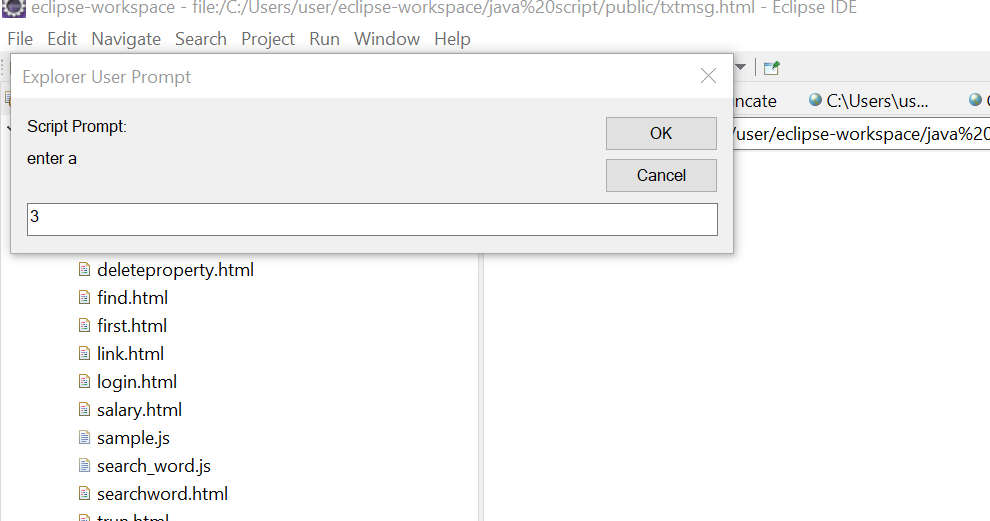 eclipse-workspace - file:/C:/Users/user/eclipse-workspace/java%20script/public/txtmsg.html - Eclipse IDE
File Edit Navigate Search Project Run Window Help
Explorer User Prompt
ncate C:\Users\us...
Script Prompt:
OK
/user/eclipse-workspace/java%20
enter a
Cancel
3
deleteproperty.html
find.html
first.html
link.html
login.html
salary.html
sample.js
search_word.js
searchword.html
trun.html